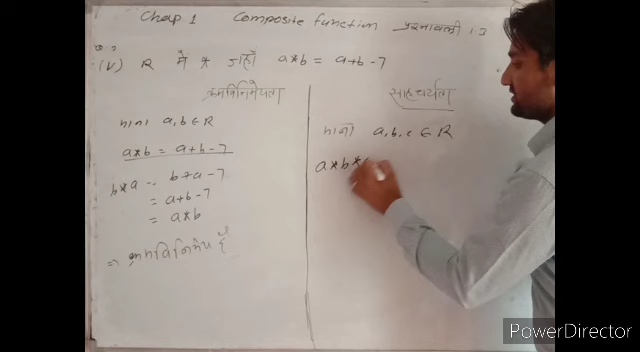 Chap 1 Composite function प्रश्नावली 1.3
Q.2
(V) R में * जहाँ a*b = a+b-7
क्रमविनिमेयता
माना a,b ∈ R
a*b = a+b-7
b*a = b+a-7
= a+b-7
= a*b
⇒ क्रमविनिमेय है
साहचर्यता
माना a,b,c ∈ R
a*b*(
PowerDirector